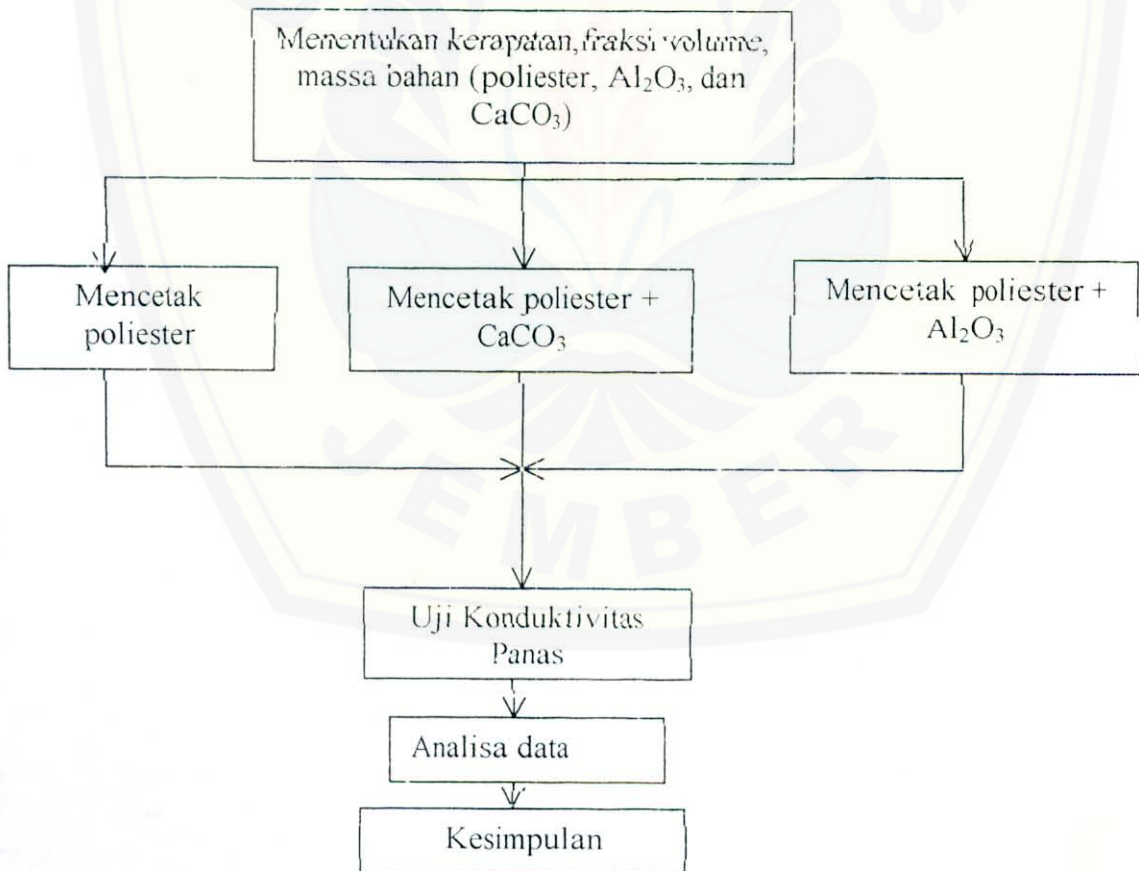 Menentukan kerapatan, fraksi volume,
massa bahan (poliester, Al₂O₃, dan
CaCO₃)
Mencetak
poliester
Mencetak poliester +
CaCO₃
Mencetak poliester +
Al₂O₃
JEMBER
Uji Konduktivitas
Panas
Analisa data
Kesimpulan